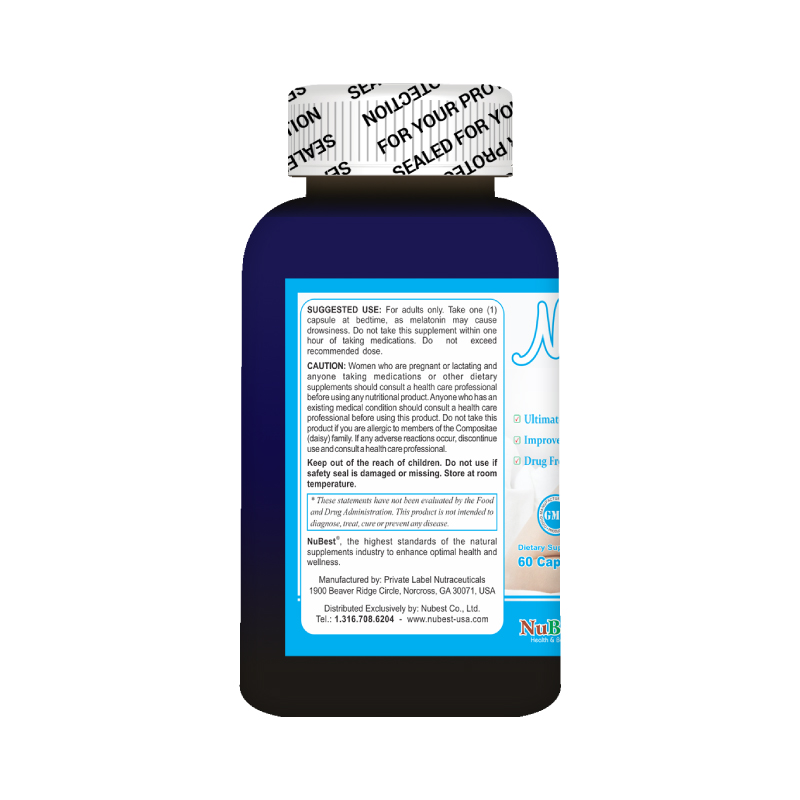 SEALED FOR YO
FOR YOUR PRO
SUGGESTED USE: For adults only. Take one (1)
capsule at bedtime, as melatonin may cause
drowsiness. Do not take this supplement within one
hour of taking medications. Do not exceed
recommended dose.
CAUTION: Women who are pregnant or lactating and
anyone taking medications or other dietary
supplements should consult a health care professional
before using any nutritional product. Anyone who has an
existing medical condition should consult a health care
professional before using this product. Do not take this
product if you are allergic to members of the Compositae
(daisy) family. If any adverse reactions occur, discontinue
use and consult a health care professional.
Keep out of the reach of children. Do not use if
safety seal is damaged or missing. Store at room
temperature.
* These statements have not been evaluated by the Food
and Drng Administration. This product is not intended to
diagnose, treat, cure or prevent any disease.
NuBest®, the highest standards of the natural
supplements industry to enhance optimal health and
wellness.
Manufactured by: Private Label Nutraceuticals
1900 Beaver Ridge Circle, Norcross, GA 30071, USA
Distributed Exclusively by: Nubest Co., Ltd.
Tel.: 1.316.708.6204 - www.nubest-usa.com
Ultimat
Improve
Drug Fr
GM
Dietary Sup
60 Cap
NuB
Health & B